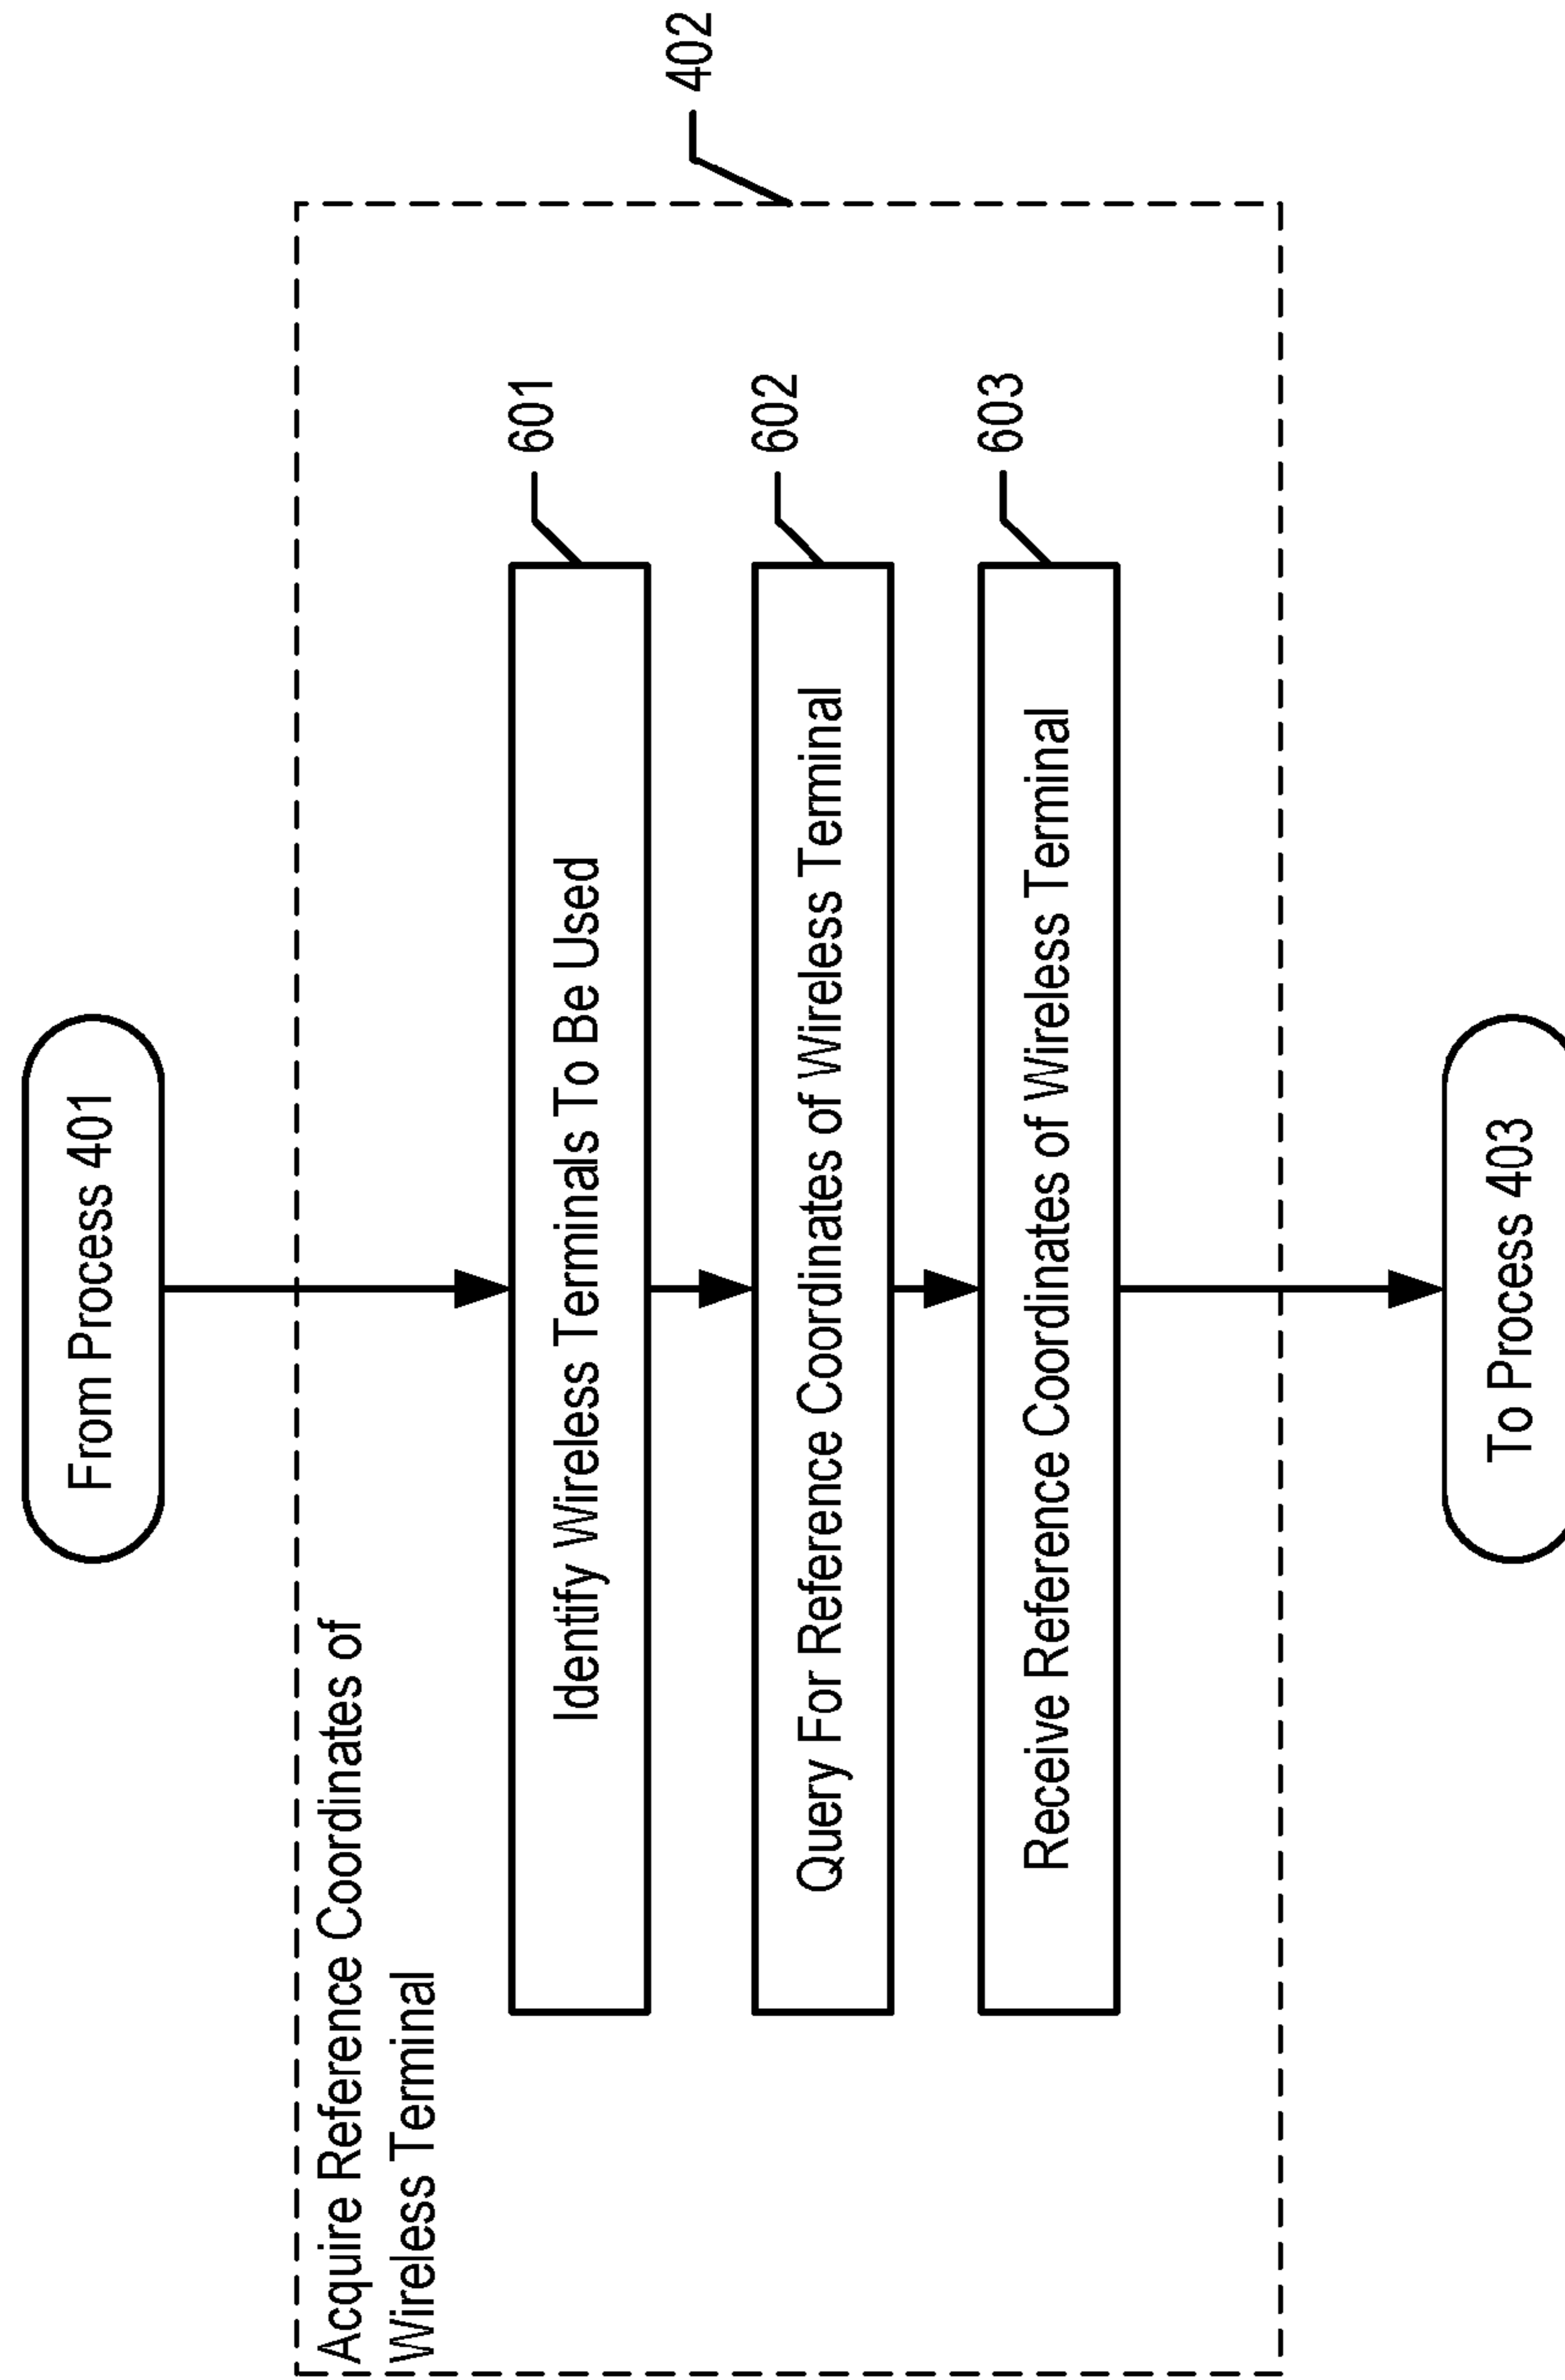 From Process 401
Acquire Reference Coordinates of
Wireless Terminal
402
Identify Wireless Terminals To Be Used
601
Query For Reference Coordinates of Wireless Terminal
602
Receive Reference Coordinates of Wireless Terminal
603
To Process 403